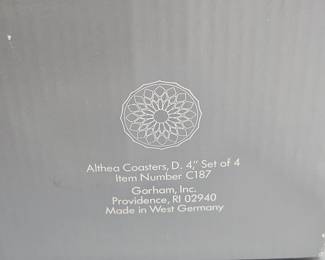 Althea Coasters, D. 4," Set of 4
Item Number C187
Gorham, Inc.
Providence, RI 02940
Made in West Germany